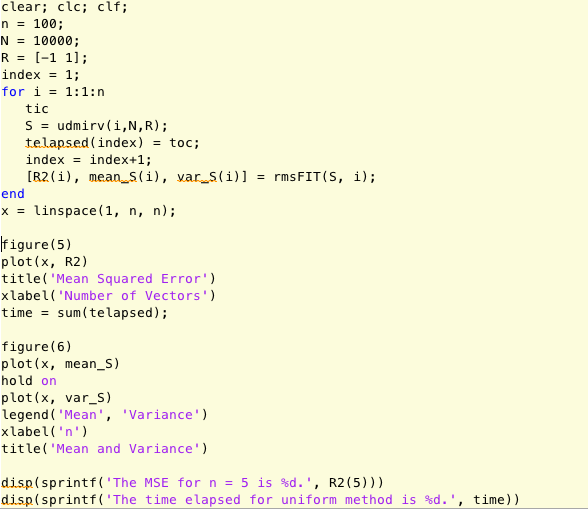 clear; clc; clf;
n = 100;
N = 10000;
R = [-1 1];
index = 1;
for i = 1:1:n
tic
S = udmirv(i,N,R);
telapsed(index) = toc;
index = index+1;
[R2(i), mean_S(i), var_S(i)] = rmsFIT(S, i);
end
x = linspace(1, n, n);
figure(5)
plot(x, R2)
title('Mean Squared Error')
xlabel('Number of Vectors')
time = sum(telapsed);
figure(6)
plot(x, mean_S)
hold on
plot(x, var_S)
legend('Mean', 'Variance')
xlabel('n')
title('Mean and Variance')
disp(sprintf('The MSE for n = 5 is %d.', R2(5)))
disp(sprintf('The time elapsed for uniform method is %d.', time))